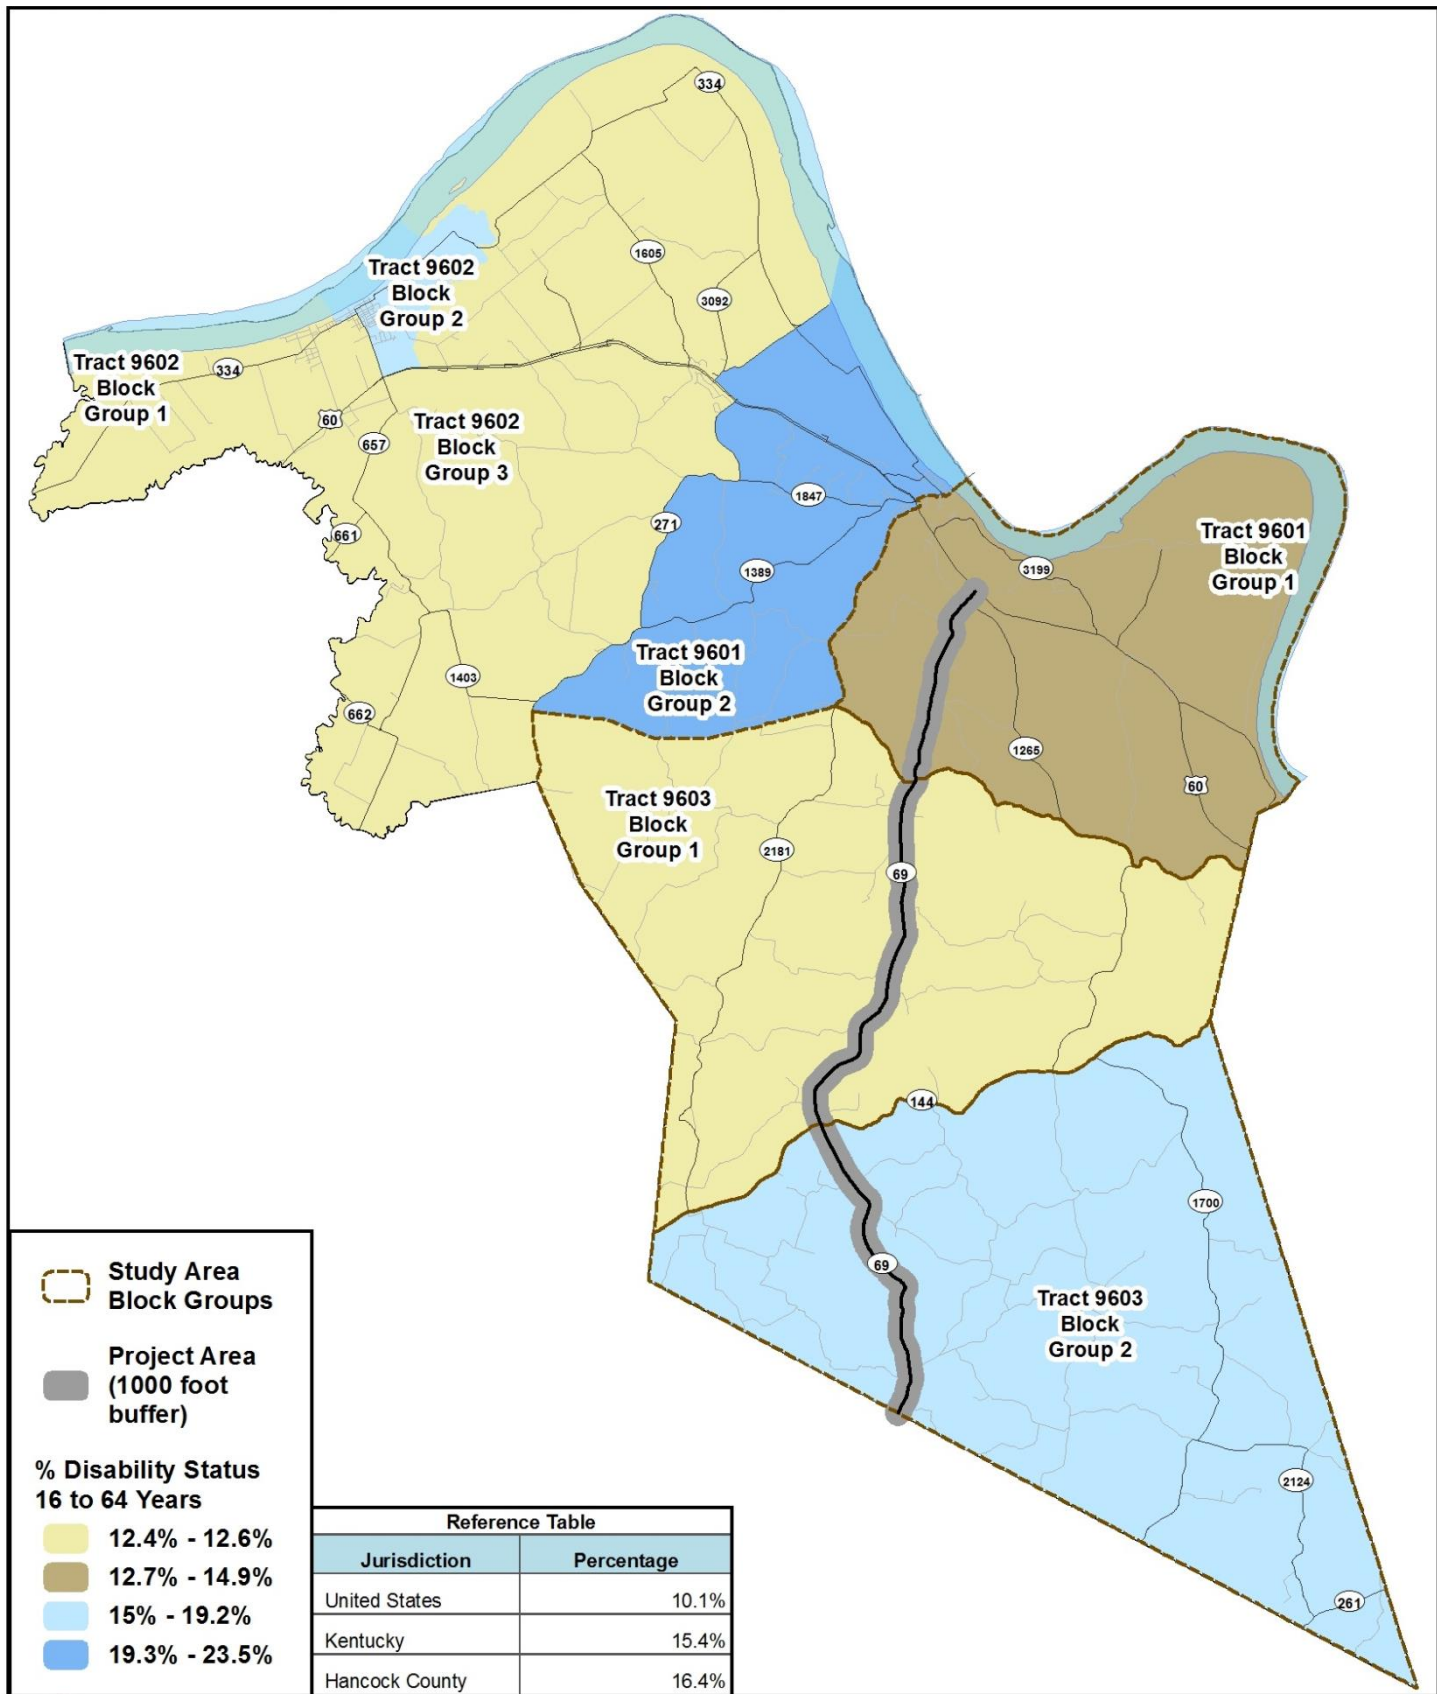 334
1605
3092
Tract 9602
Block
Group 2
Tract 9602
Block
Group 1
334
60
657
Tract 9602
Block
Group 3
661
271
1847
1389
Tract 9601
Block
Group 1
3199
Tract 9601
Block
Group 2
1403
662
1265
60
Tract 9603
Block
Group 1
2181
69
144
1700
69
Tract 9603
Block
Group 2
2124
261
Study Area
Block Groups
Project Area
(1000 foot
buffer)
% Disability Status
16 to 64 Years
12.4% - 12.6%
12.7% - 14.9%
15% - 19.2%
19.3% - 23.5%
Reference Table
Jurisdiction Percentage
United States 10.1%
Kentucky 15.4%
Hancock County 16.4%